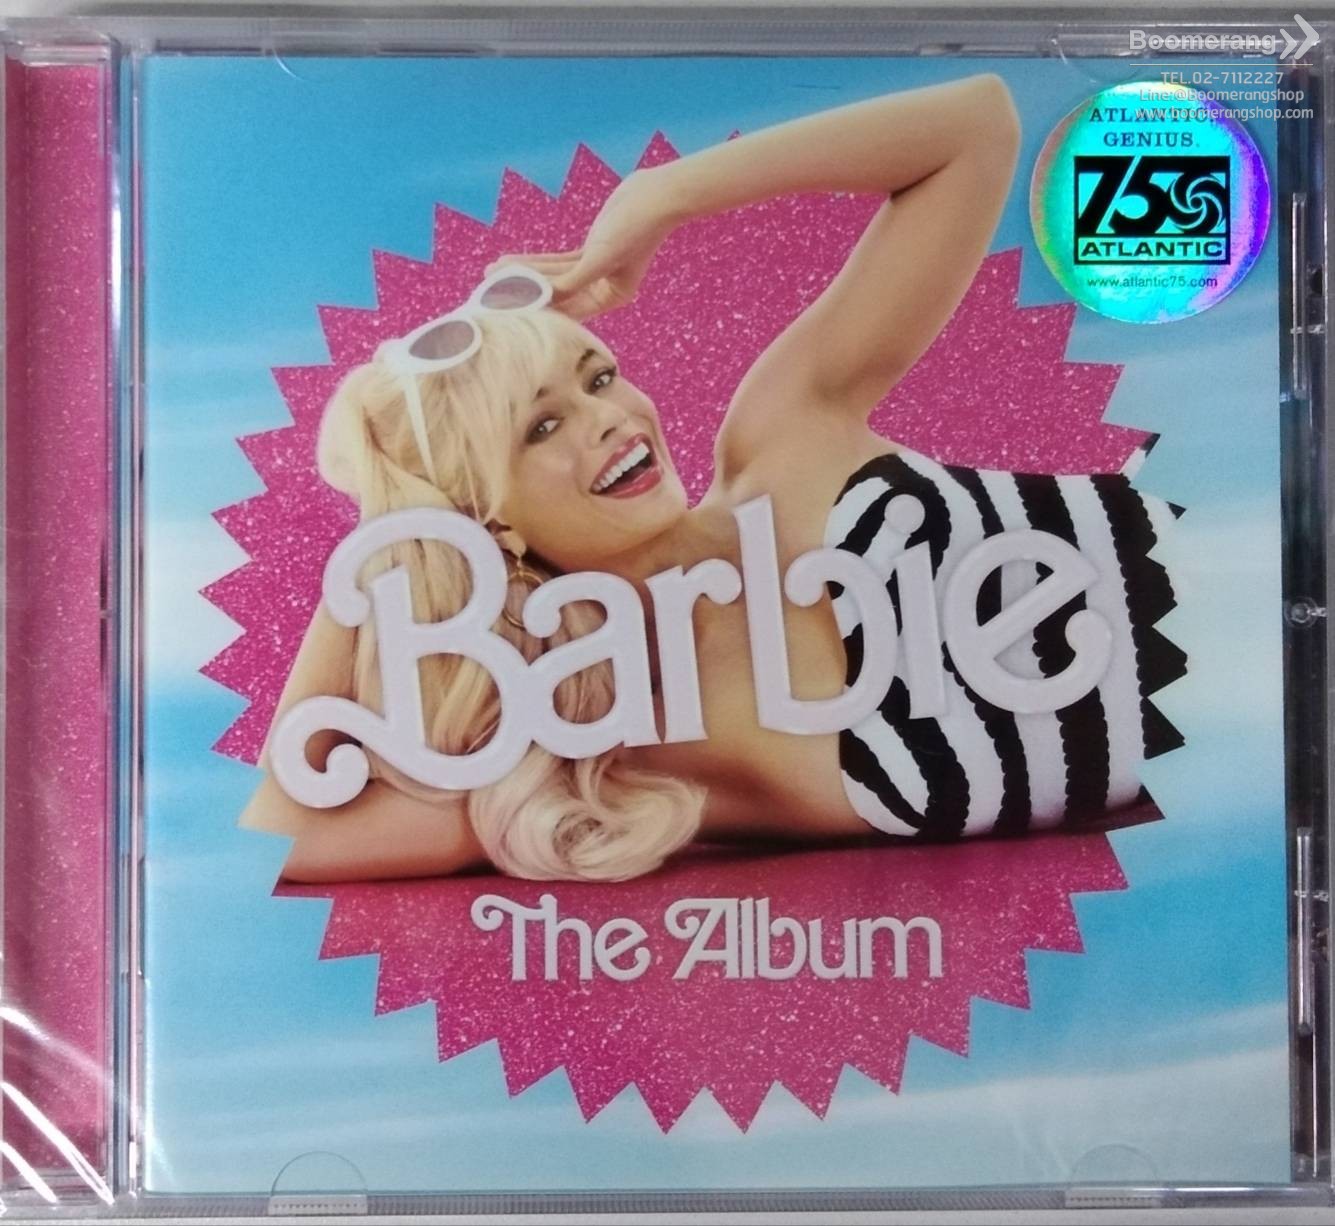 Boomerang
TEL.02-7112227
Line:@Boomerangshop
www.boomerangshop.com
ATLANTIC.
GENIUS.
75
ATLANTIC
www.atlantic75.com
Barbie
The Album